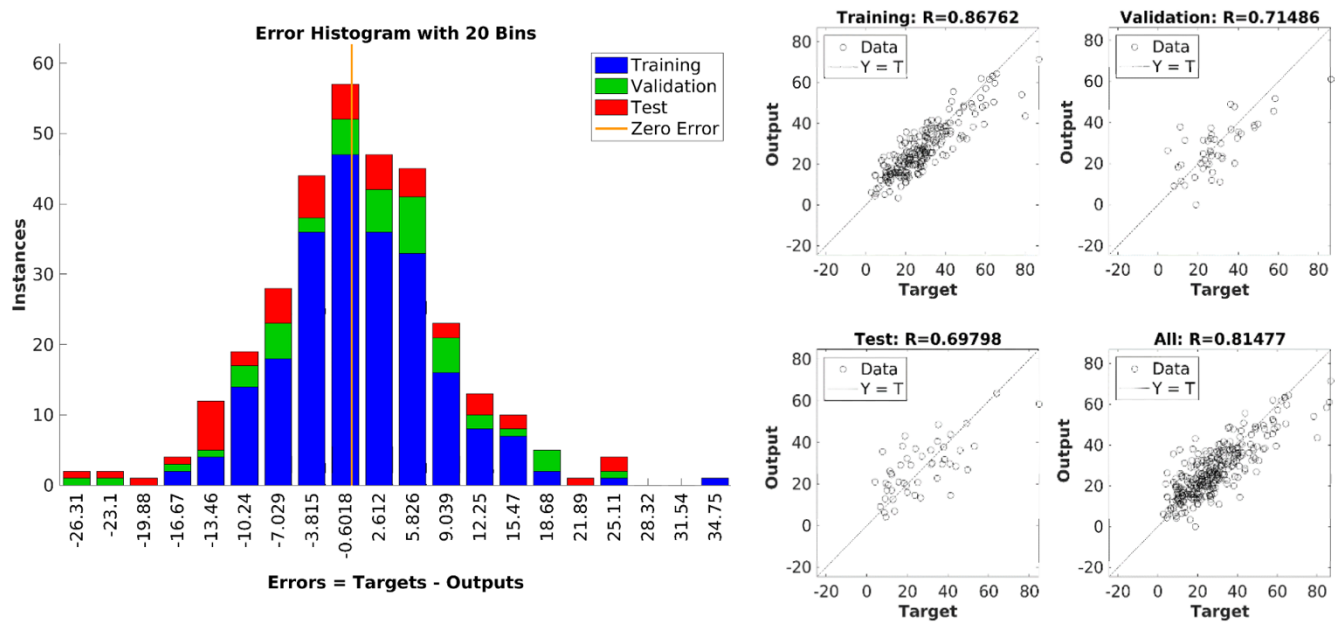 Error Histogram with 20 Bins
60
50
40
30
20
10
0
Instances
Training
Validation
Test
Zero Error
-26.31
-23.1
-19.88
-16.67
-13.46
-10.24
-7.029
-3.815
-0.6018
2.612
5.826
9.039
12.25
15.47
18.68
21.89
25.11
28.32
31.54
34.75
Errors = Targets - Outputs
Training: R=0.86762
Data
Y = T
80
60
40
20
0
-20
Output
-20 0 20 40 60 80
Target
Validation: R=0.71486
Data
Y = T
80
60
40
20
0
-20
Output
-20 0 20 40 60 80
Target
Test: R=0.69798
Data
Y = T
80
60
40
20
0
-20
Output
-20 0 20 40 60 80
Target
All: R=0.81477
Data
Y = T
80
60
40
20
0
-20
Output
-20 0 20 40 60 80
Target